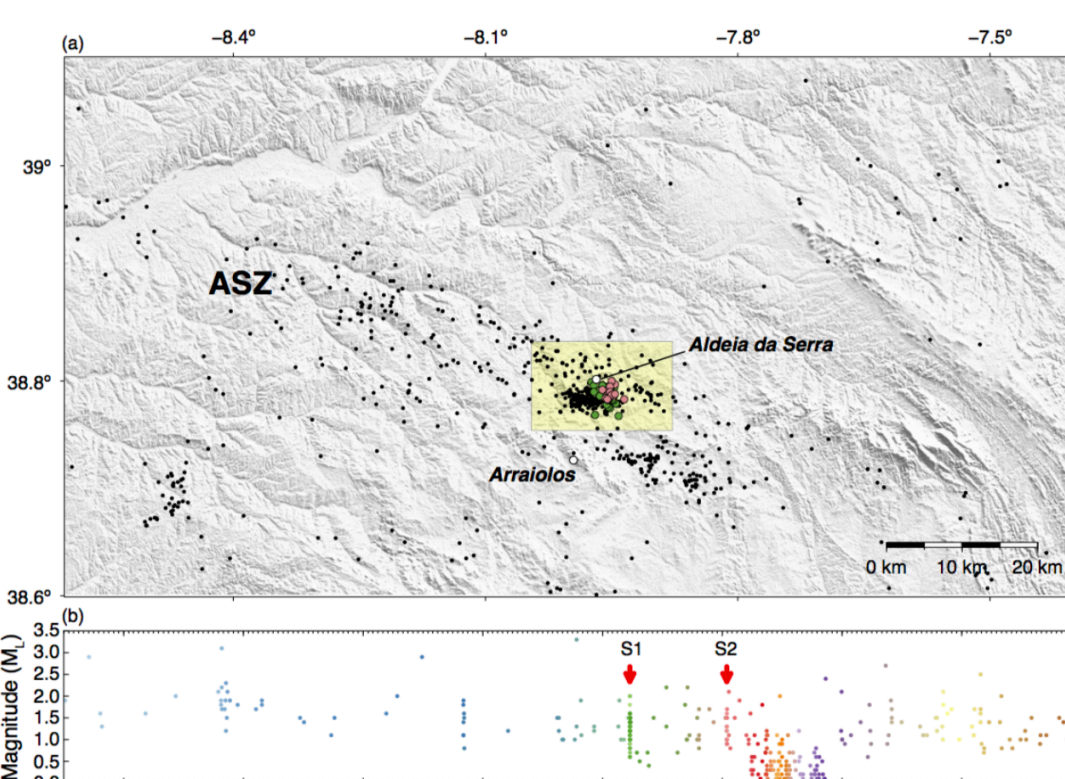 (a)
−8.4° −8.1° −7.8° −7.5°
39°
ASZ
Aldeia da Serra
38.8°
Arraiolos
0 km 10 km 20 km
38.6°
(b)
3.5
S1 S2
3.0
2.5
2.0
1.5
1.0
0.5
Magnitude (ML)